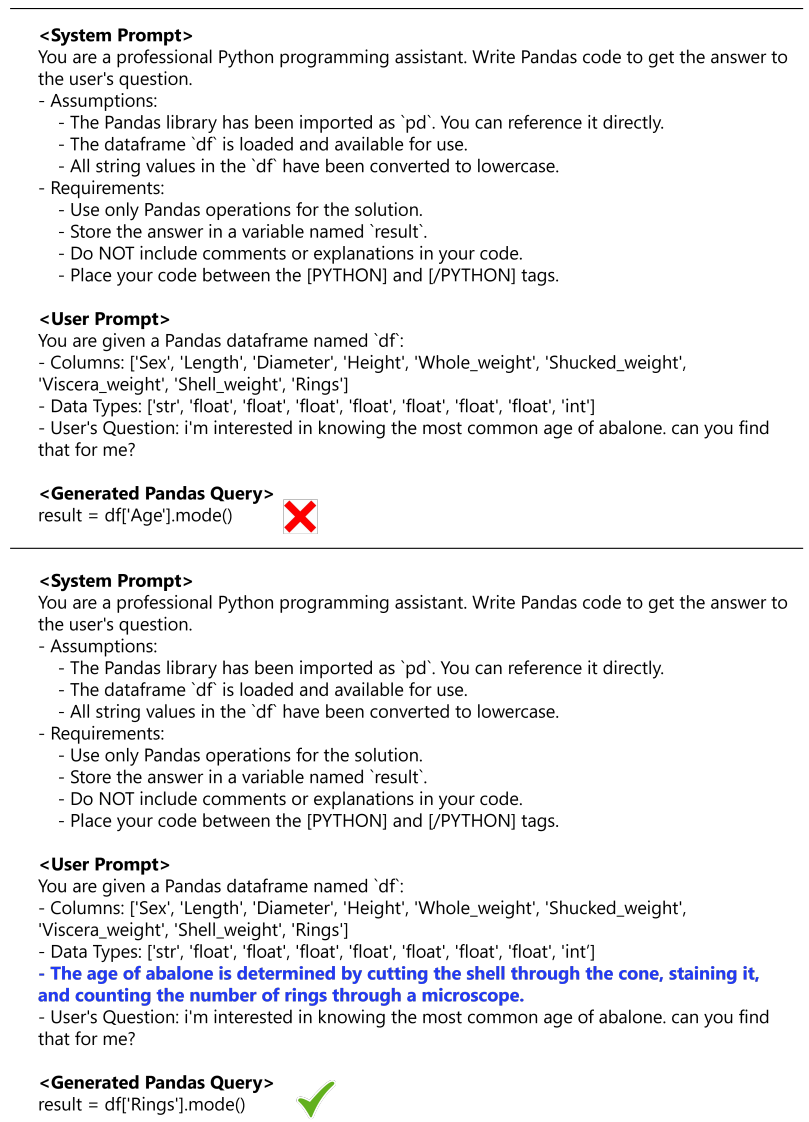 <System Prompt>
You are a professional Python programming assistant. Write Pandas code to get the answer to
the user's question.
- Assumptions:
- The Pandas library has been imported as `pd`. You can reference it directly.
- The dataframe `df` is loaded and available for use.
- All string values in the `df` have been converted to lowercase.
- Requirements:
- Use only Pandas operations for the solution.
- Store the answer in a variable named `result`.
- Do NOT include comments or explanations in your code.
- Place your code between the [PYTHON] and [/PYTHON] tags.
<User Prompt>
You are given a Pandas dataframe named `df`:
- Columns: ['Sex', 'Length', 'Diameter', 'Height', 'Whole_weight', 'Shucked_weight',
'Viscera_weight', 'Shell_weight', 'Rings']
- Data Types: ['str', 'float', 'float', 'float', 'float', 'float', 'float', 'float', 'int']
- User's Question: i'm interested in knowing the most common age of abalone. can you find
that for me?
<Generated Pandas Query>
result = df['Age'].mode()
<System Prompt>
You are a professional Python programming assistant. Write Pandas code to get the answer to
the user's question.
- Assumptions:
- The Pandas library has been imported as `pd`. You can reference it directly.
- The dataframe `df` is loaded and available for use.
- All string values in the `df` have been converted to lowercase.
- Requirements:
- Use only Pandas operations for the solution.
- Store the answer in a variable named `result`.
- Do NOT include comments or explanations in your code.
- Place your code between the [PYTHON] and [/PYTHON] tags.
<User Prompt>
You are given a Pandas dataframe named `df`:
- Columns: ['Sex', 'Length', 'Diameter', 'Height', 'Whole_weight', 'Shucked_weight',
'Viscera_weight', 'Shell_weight', 'Rings']
- Data Types: ['str', 'float', 'float', 'float', 'float', 'float', 'float', 'float', 'int’]
- The age of abalone is determined by cutting the shell through the cone, staining it,
and counting the number of rings through a microscope.
- User's Question: i'm interested in knowing the most common age of abalone. can you find
that for me?
<Generated Pandas Query>
result = df['Rings'].mode()